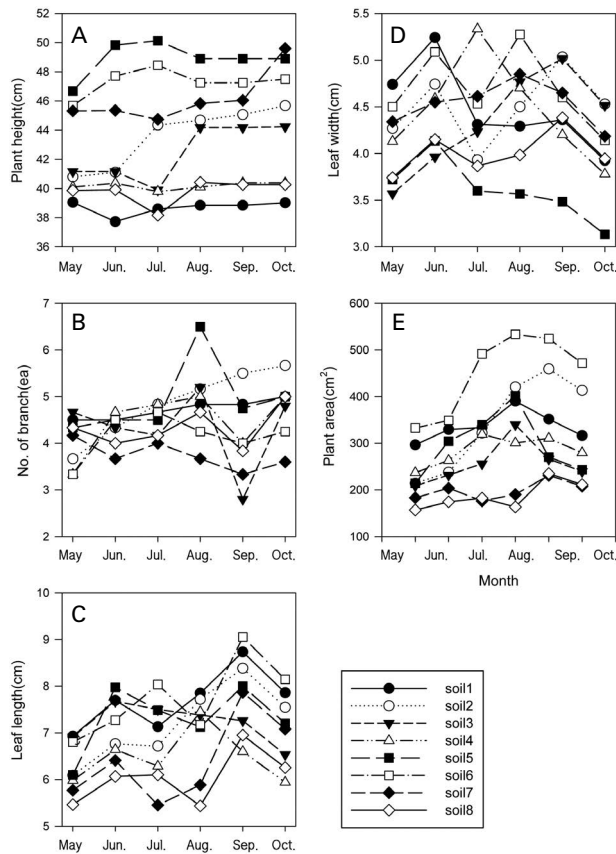 A
Plant height(cm)
52
50
48
46
44
42
40
38
36
May Jun. Jul. Aug. Sep. Oct.
D
Leaf width(cm)
5.5
5.0
4.5
4.0
3.5
3.0
May Jun. Jul. Aug. Sep. Oct.
B
No. of branch(ea)
7
6
5
4
3
2
May Jun. Jul. Aug. Sep. Oct.
E
Plant area(cm²)
600
500
400
300
200
100
May Jun. Jul. Aug. Sep. Oct.
Month
C
Leaf length(cm)
10
9
8
7
6
5
May Jun. Jul. Aug. Sep. Oct.
soil1
soil2
soil3
soil4
soil5
soil6
soil7
soil8